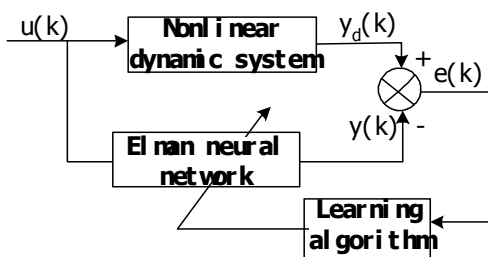 u(k)
Nonlinear
dynamic system
y_d(k)
+
e(k)
y(k)
-
Elman neural
network
Learning
algorithm